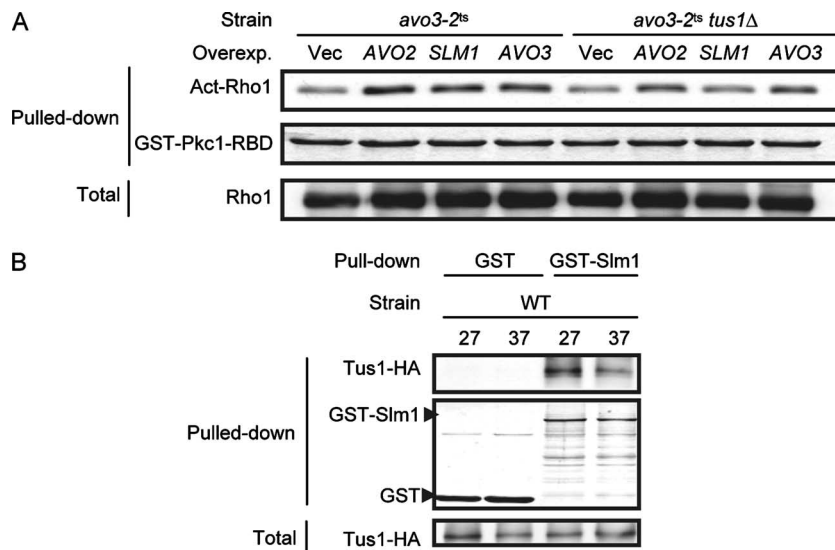 A
Strain avo3-2ts avo3-2ts tus1Δ
Overexp. Vec AVO2 SLM1 AVO3 Vec AVO2 SLM1 AVO3
Act-Rho1
Pulled-down
GST-Pkc1-RBD
Total Rho1
B
Pull-down GST GST-Slm1
Strain WT
27 37 27 37
Tus1-HA
GST-Slm1
Pulled-down
GST
Total Tus1-HA